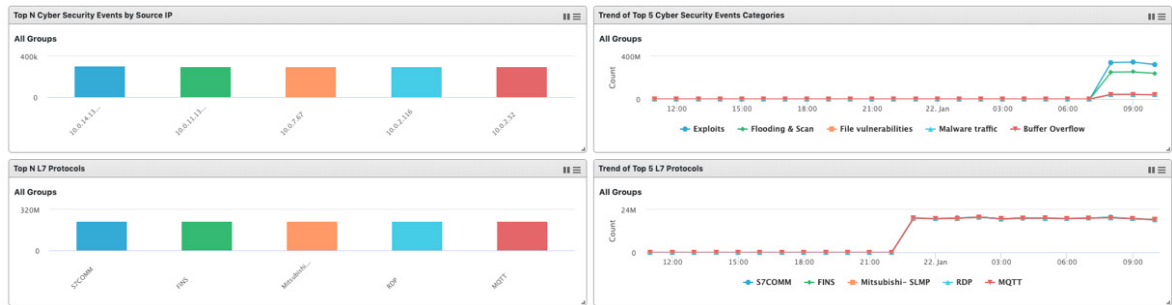 Top N Cyber Security Events by Source IP
All Groups
400k
0
10.0.14.13...
10.0.11.13...
10.0.7.67
10.0.2.116
10.0.2.52
Trend of Top 5 Cyber Security Events Categories
All Groups
400M
Count
0
12:00 15:00 18:00 21:00 22. Jan 03:00 06:00 09:00
Exploits Flooding & Scan File vulnerabilities Malware traffic Buffer Overflow
Top N L7 Protocols
All Groups
320M
0
S7COMM
FINS
Mitsubishi...
RDP
MQTT
Trend of Top 5 L7 Protocols
All Groups
24M
Count
0
12:00 15:00 18:00 21:00 22. Jan 03:00 06:00 09:00
S7COMM FINS Mitsubishi- SLMP RDP MQTT